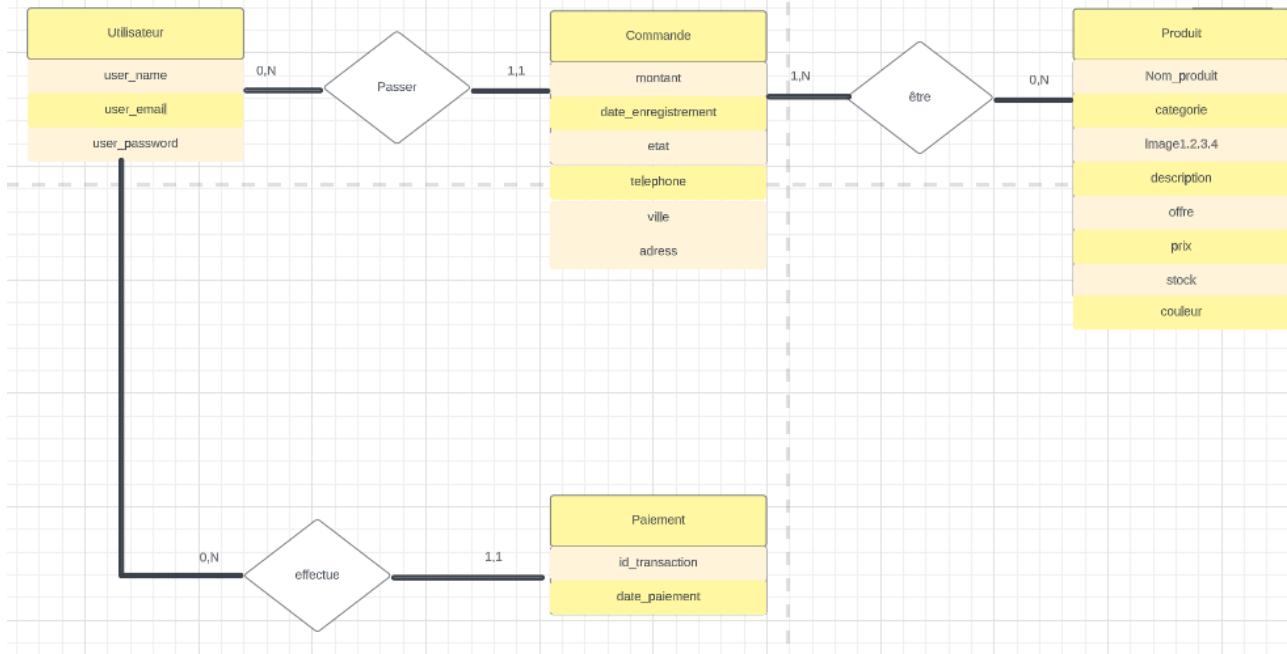 Utilisateur
user_name
user_email
user_password
0,N
Passer
1,1
Commande
montant
date_enregistrement
etat
telephone
ville
adress
1,N
être
0,N
Produit
Nom_produit
categorie
Image1.2.3.4
description
offre
prix
stock
couleur
0,N
effectue
1,1
Paiement
id_transaction
date_paiement